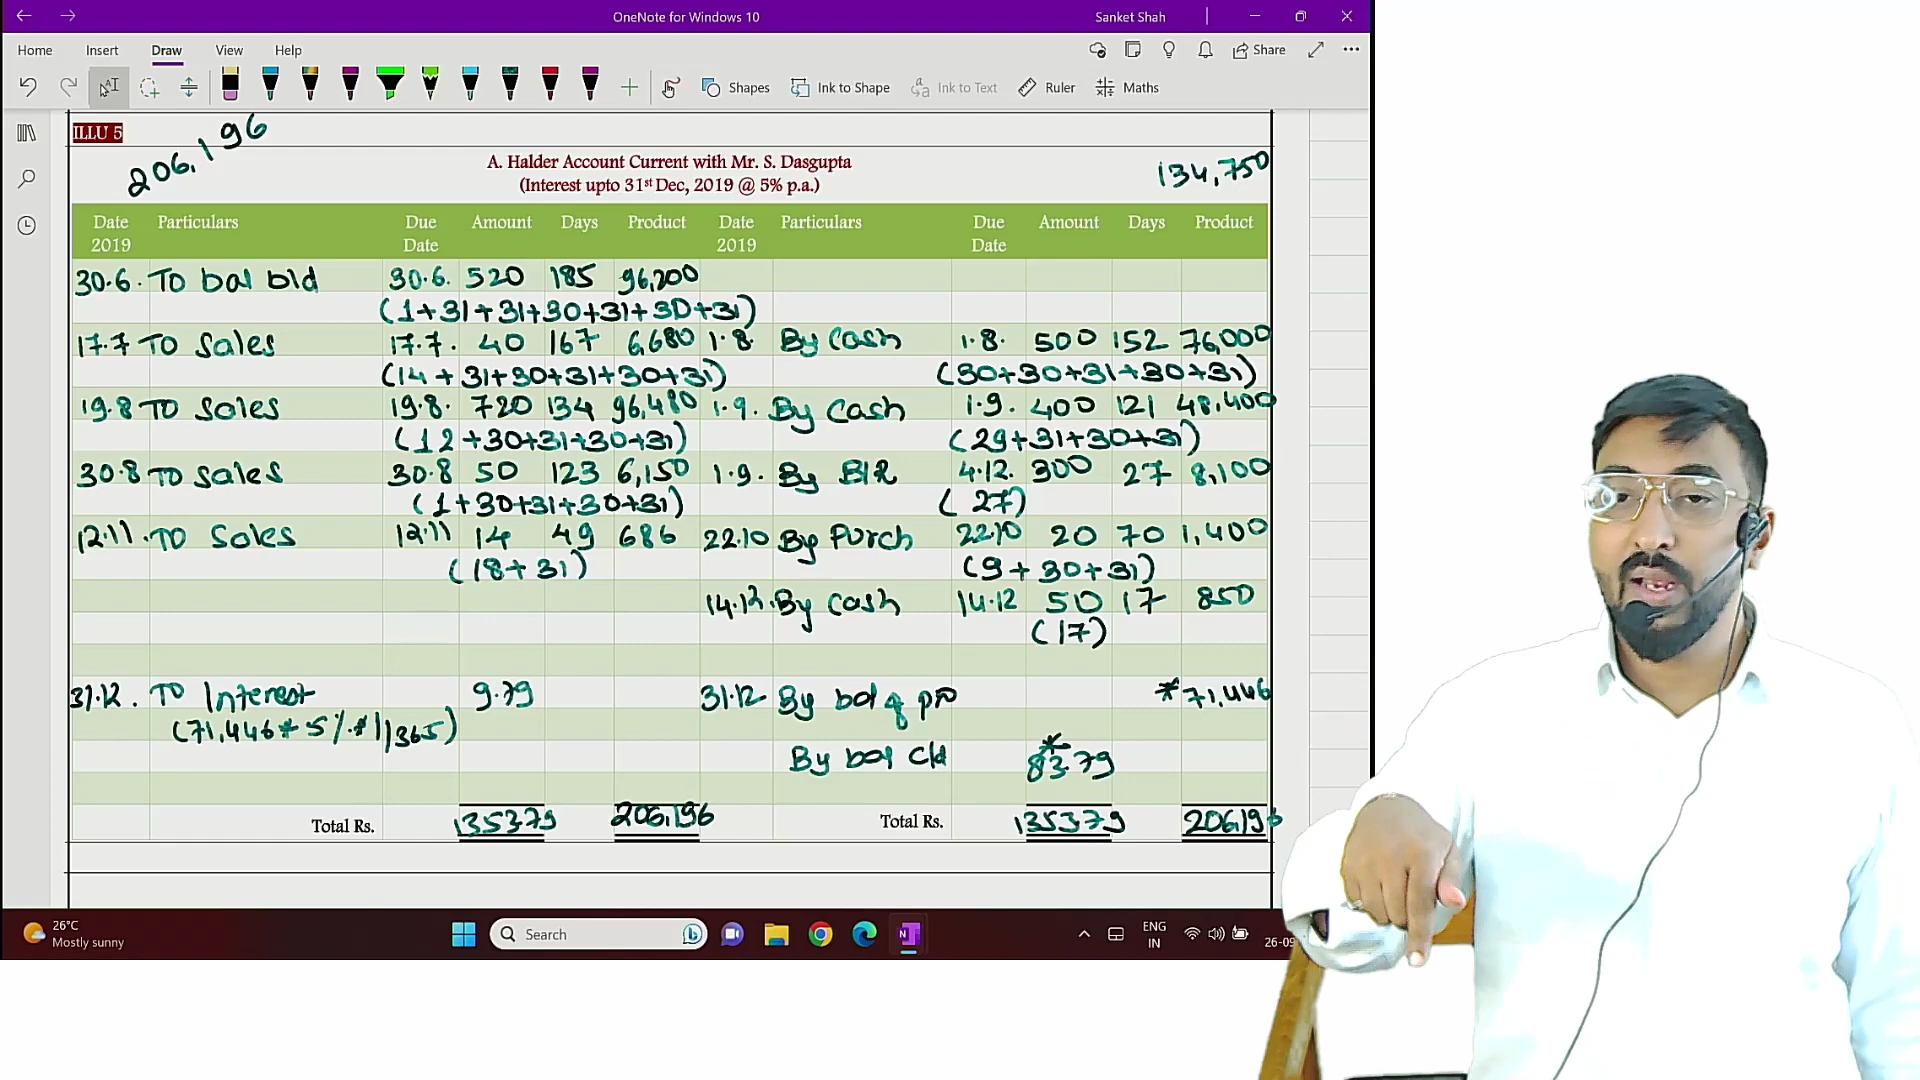 OneNote for Windows 10
Sanket Shah
Home Insert Draw View Help
Share
Shapes Ink to Shape Ink to Text Ruler Maths
ILLU 5
206,196
A. Halder Account Current with Mr. S. Dasgupta
134,750
(Interest upto 31st Dec, 2019 @ 5% p.a.)
Date 2019 Particulars Due Date Amount Days Product Date 2019 Particulars Due Date Amount Days Product
30.6. To bal b/d 30.6. 520 185 96,200
(1+31+31+30+31+30+31)
17.7 To Sales 17.7. 40 167 6,680 1.8. By Cash 1.8. 500 152 76,000
(14+31+30+31+30+31) (30+30+31+30+31)
19.8 To Sales 19.8. 720 134 96,480 1.9. By Cash 1.9. 400 121 48,400
(12+30+31+30+31) (29+31+30+31)
30.8 To Sales 30.8 50 123 6,150 1.9. By B/R 4.12. 300 27 8,100
(1+30+31+30+31) (27)
12.11. To Sales 12.11 14 49 686 22.10 By Purch 22.10 20 70 1,400
(18+31) (9+30+31)
14.12. By Cash 14.12 50 17 850
(17)
31.12. To Interest 9.79 31.12 By bal of pro *71,446
(71,446*5%*1/365)
By bal c/d *
83.79
Total Rs. 1353.79 206,196 Total Rs. 1353.79 206,196
26°C
Mostly sunny
Search
ENG
IN
26-09